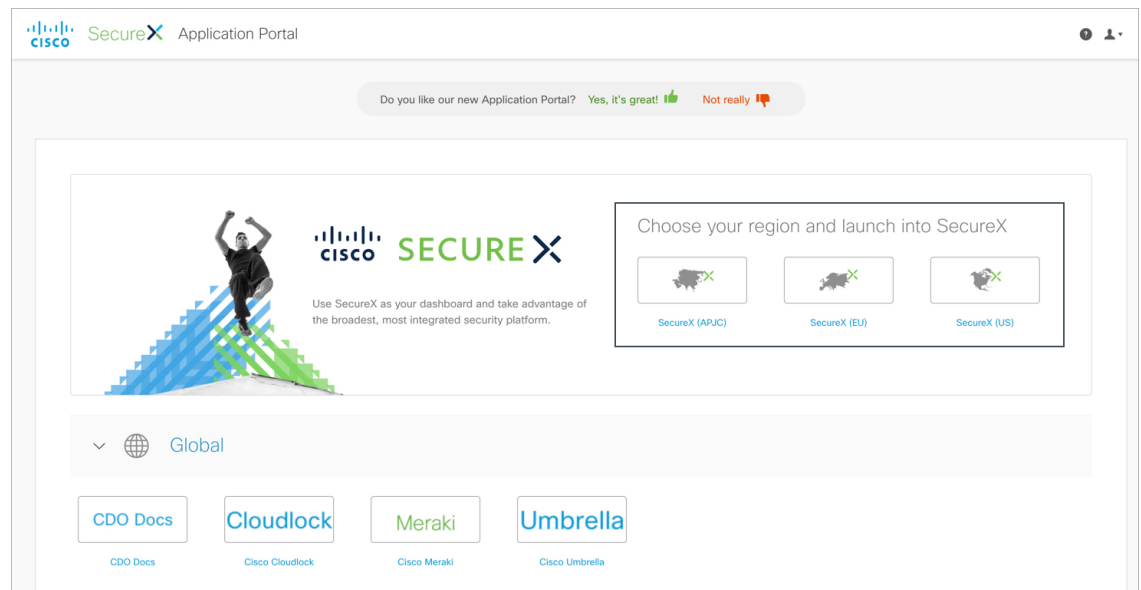 CISCO SecureX Application Portal
Do you like our new Application Portal? Yes, it's great! Not really
CISCO SECURE X
Use SecureX as your dashboard and take advantage of
the broadest, most integrated security platform.
Choose your region and launch into SecureX
SecureX (APJC) SecureX (EU) SecureX (US)
Global
CDO Docs Cloudlock Meraki Umbrella
CDO Docs Cisco Cloudlock Cisco Meraki Cisco Umbrella